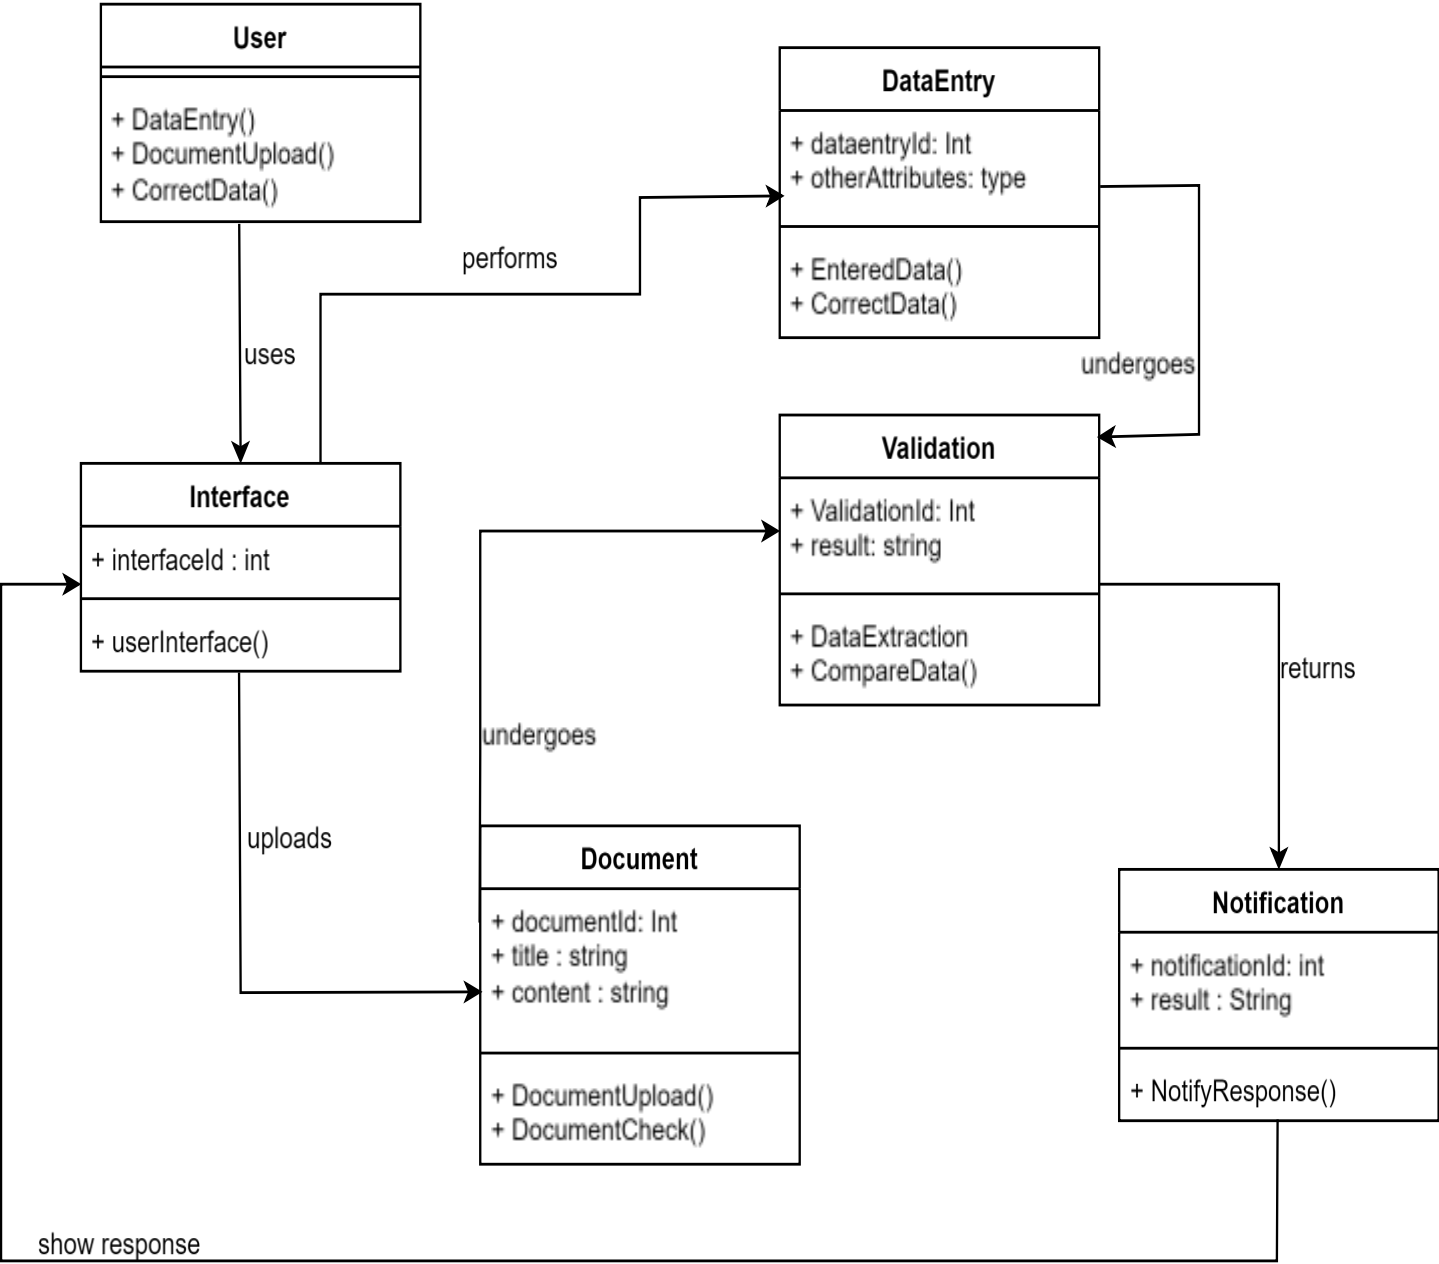 User
+ DataEntry()
+ DocumentUpload()
+ CorrectData()
DataEntry
+ dataentryId: Int
+ otherAttributes: type
+ EnteredData()
+ CorrectData()
performs
uses
undergoes
Interface
+ interfaceId : int
+ userInterface()
Validation
+ ValidationId: Int
+ result: string
+ DataExtraction
+ CompareData()
returns
undergoes
uploads
Document
+ documentId: Int
+ title : string
+ content : string
+ DocumentUpload()
+ DocumentCheck()
Notification
+ notificationId: int
+ result : String
+ NotifyResponse()
show response